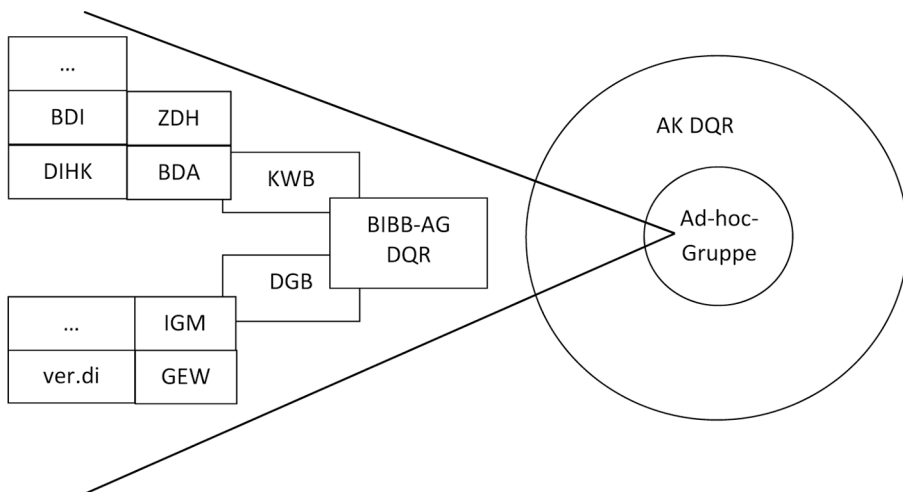 ...
BDI
ZDH
DIHK
BDA
KWB
BIBB-AG
DQR
DGB
...
IGM
ver.di
GEW
AK DQR
Ad-hoc-
Gruppe